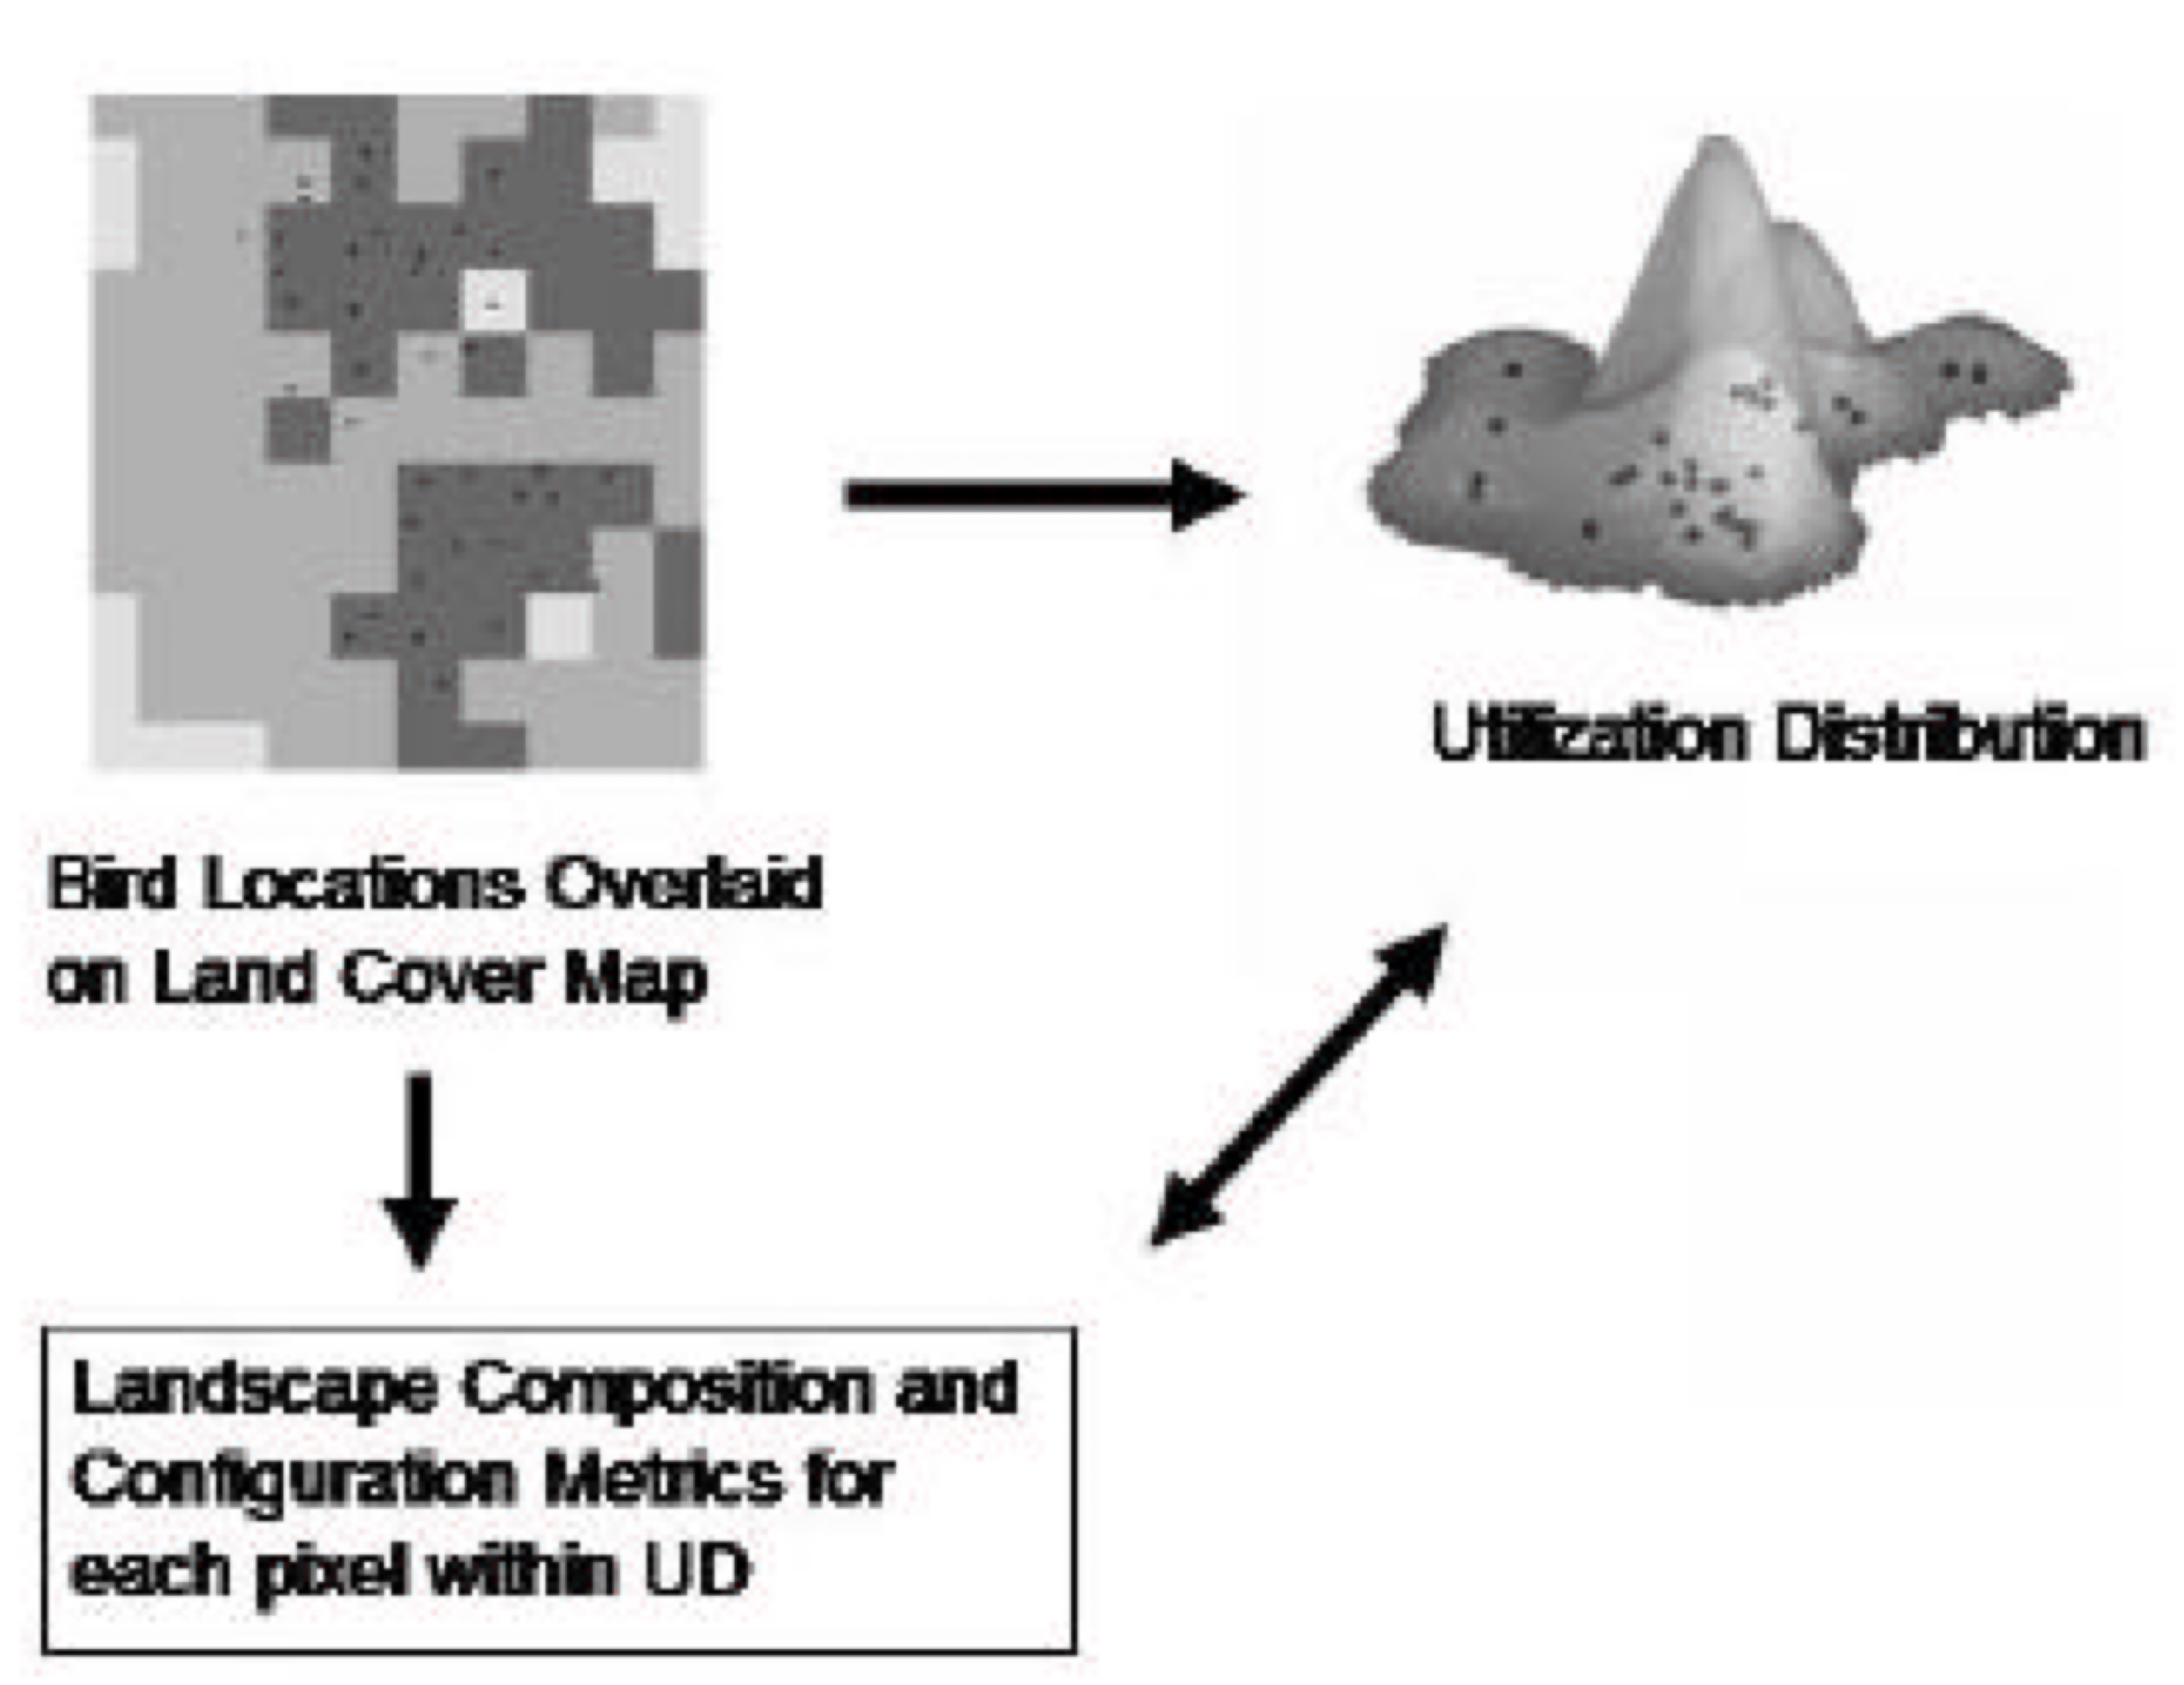 Utilization Distribution
Bird Locations Overlaid
on Land Cover Map
Landscape Composition and
Configuration Metrics for
each pixel within UD